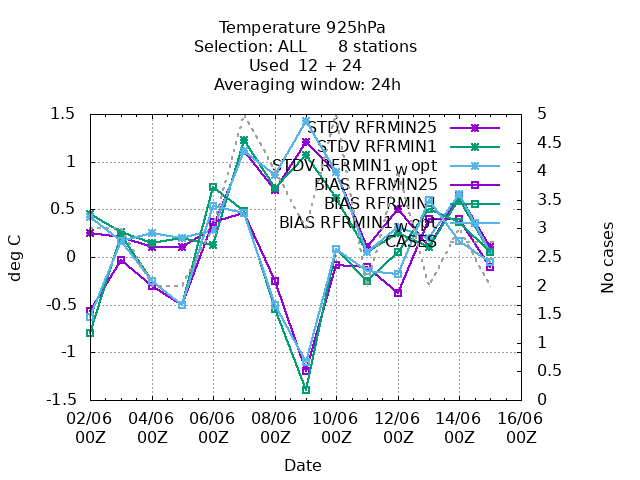 Temperature 925hPa
Selection: ALL 8 stations
Used 12 + 24
Averaging window: 24h
1.5
1
0.5
0
-0.5
-1
-1.5
deg C
5
4.5
4
3.5
3
2.5
2
1.5
1
0.5
0
No cases
STDV RFRMIN25
STDV RFRMIN1
STDV RFRMIN1wopt
BIAS RFRMIN25
BIAS RFRMIN1
BIAS RFRMIN1wopt
CASES
02/06 04/06 06/06 08/06 10/06 12/06 14/06 16/06
00Z 00Z 00Z 00Z 00Z 00Z 00Z 00Z
Date